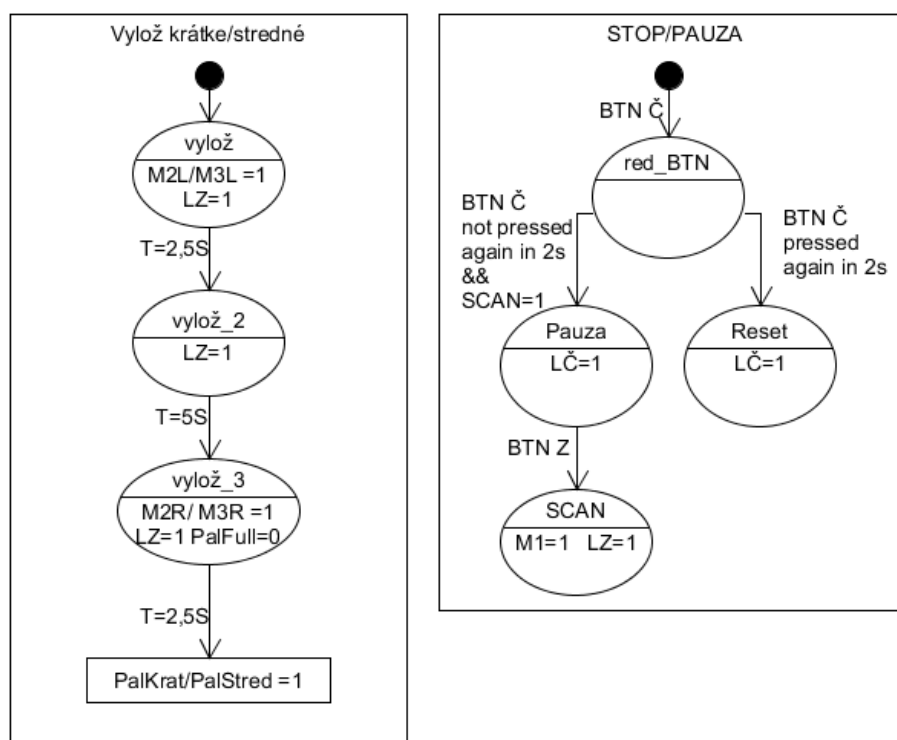 Vylož krátke/stredné
vylož
M2L/M3L =1
LZ=1
T=2,5S
vylož_2
LZ=1
T=5S
vylož_3
M2R/ M3R =1
LZ=1 PalFull=0
T=2,5S
PalKrat/PalStred =1
STOP/PAUZA
BTN Č
red_BTN
BTN Č
not pressed
again in 2s
&&
SCAN=1
BTN Č
pressed
again in 2s
Pauza
LČ=1
Reset
LČ=1
BTN Z
SCAN
M1=1 LZ=1